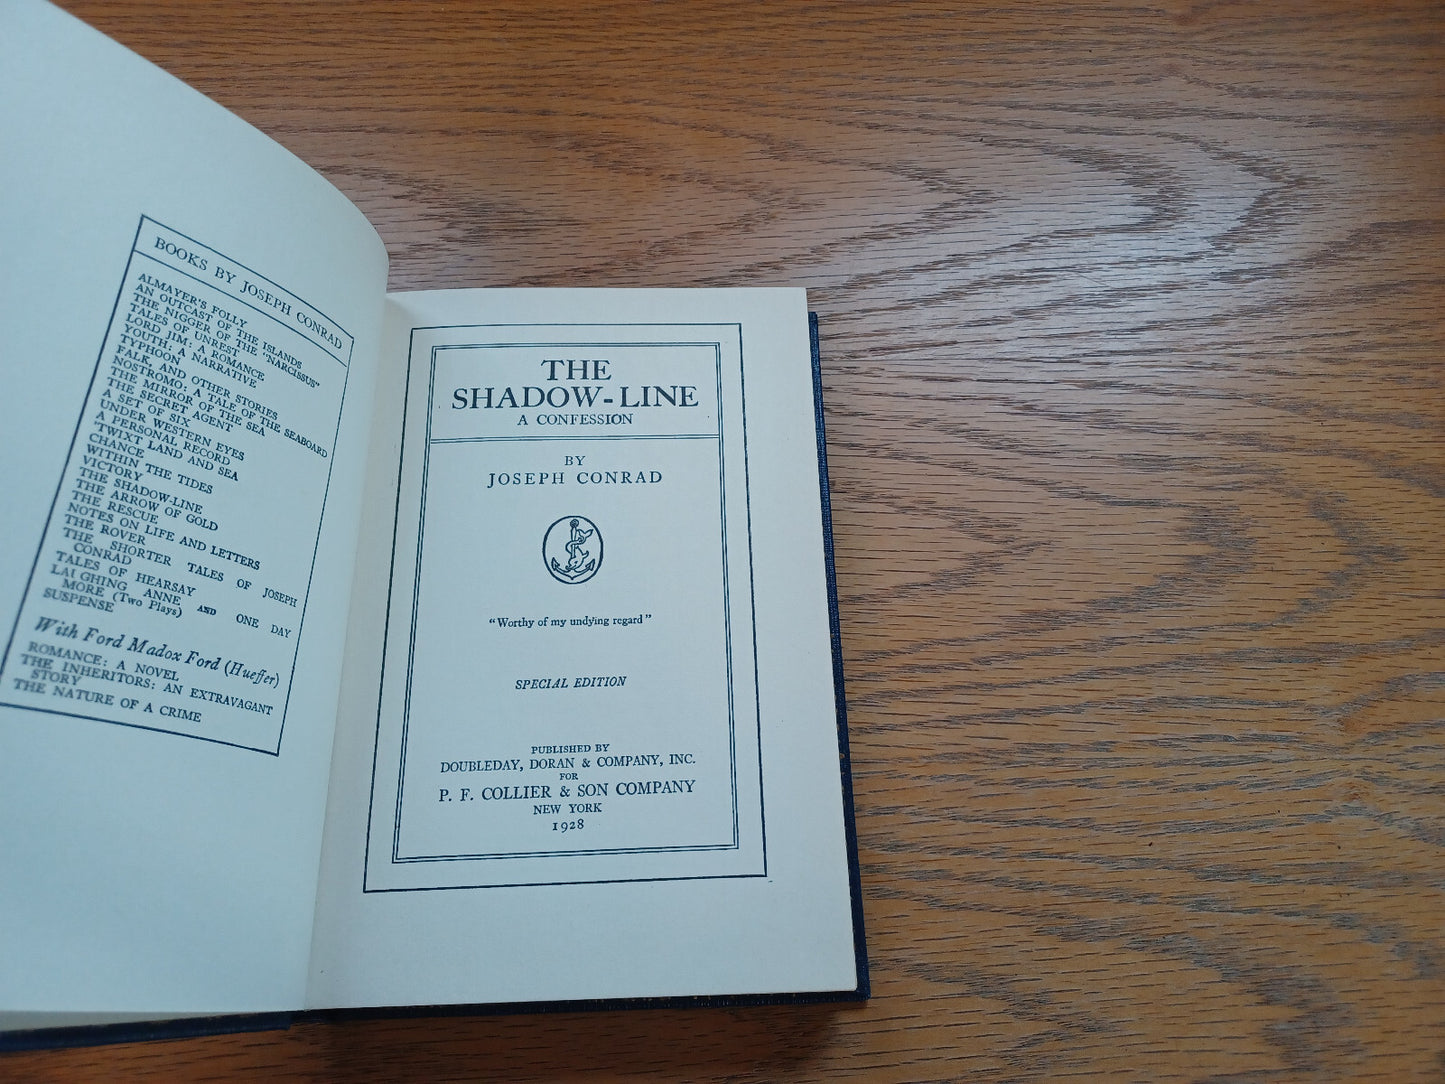 BOOKS BY JOSEPH CONRAD
ALMAYER'S FOLLY
AN OUTCAST OF THE ISLANDS
THE NIGGER OF THE "NARCISSUS"
TALES OF UNREST
LORD JIM: A ROMANCE
YOUTH: A NARRATIVE
TYPHOON
FALK, AND OTHER STORIES
NOSTROMO: A TALE OF THE SEABOARD
THE MIRROR OF THE SEA
THE SECRET AGENT
A SET OF SIX
UNDER WESTERN EYES
A PERSONAL RECORD
'TWIXT LAND AND SEA
CHANCE
WITHIN THE TIDES
VICTORY
THE SHADOW-LINE
THE ARROW OF GOLD
THE RESCUE
NOTES ON LIFE AND LETTERS
THE ROVER
THE SHORTER TALES OF JOSEPH
CONRAD
TALES OF HEARSAY
LAUGHING ANNE AND ONE DAY
MORE (Two Plays)
SUSPENSE
With Ford Madox Ford (Hueffer)
ROMANCE: A NOVEL
THE INHERITORS: AN EXTRAVAGANT
STORY
THE NATURE OF A CRIME
THE
SHADOW-LINE
A CONFESSION
BY
JOSEPH CONRAD
"Worthy of my undying regard"
SPECIAL EDITION
PUBLISHED BY
DOUBLEDAY, DORAN & COMPANY, INC.
FOR
P. F. COLLIER & SON COMPANY
NEW YORK
1928